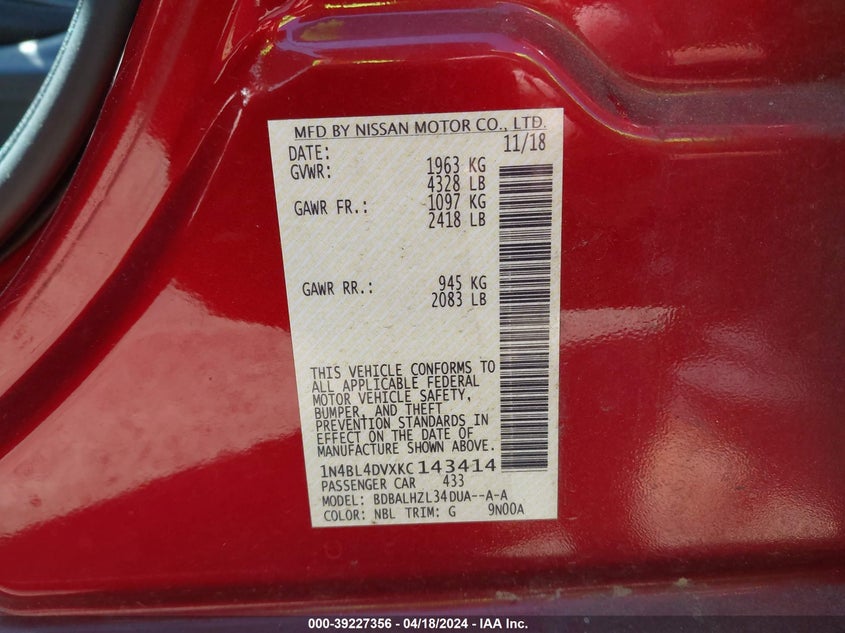 MFD BY NISSAN MOTOR CO., LTD.
DATE: 11/18
GVWR: 1963 KG
4328 LB
GAWR FR.: 1097 KG
2418 LB
GAWR RR.: 945 KG
2083 LB
THIS VEHICLE CONFORMS TO
ALL APPLICABLE FEDERAL
MOTOR VEHICLE SAFETY,
BUMPER, AND THEFT
PREVENTION STANDARDS IN
EFFECT ON THE DATE OF
MANUFACTURE SHOWN ABOVE.
1N4BL4DVXKC143414
PASSENGER CAR 433
MODEL: BDBALHZL34DUA--A-A
COLOR: NBL TRIM: G 9N00A
000-39227356 - 04/18/2024 - IAA Inc.